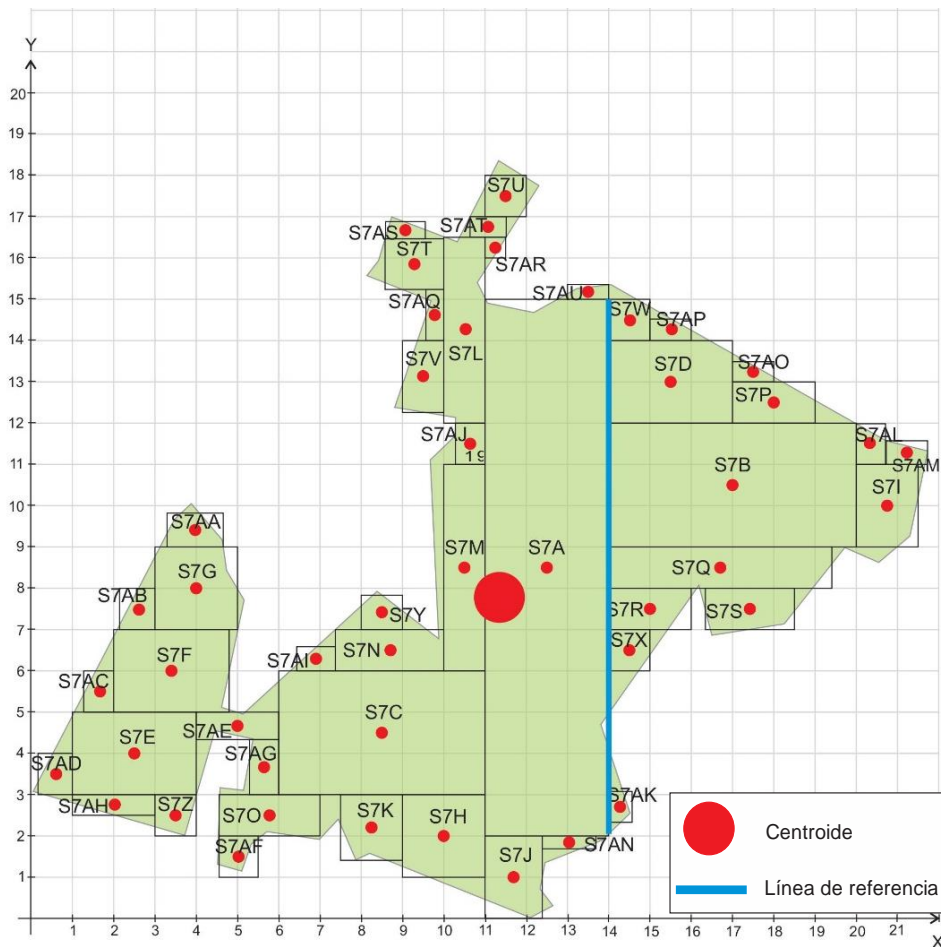 Y
20
19
18
S7U
17
S7AS
S7AT
S7T
16
S7AR
15
S7AQ
S7AU
S7W
S7AP
14
S7V
S7L
S7D
S7AO
13
S7P
12
S7AJ
S7AL
19
11
S7B
S7AM
S7I
10
S7AA
9
S7G
S7M
S7A
S7Q
8
S7AB
S7Y
S7R
S7S
7
S7F
S7AI
S7N
S7X
6
S7AC
5
S7E
S7AE
S7C
4
S7AD
S7AG
3
S7AH
S7Z
S7O
S7K
S7H
S7AK
2
S7AF
S7J
S7AN
1
Centroide
Línea de referencia
1 2 3 4 5 6 7 8 9 10 11 12 13 14 15 16 17 18 19 20 21
X